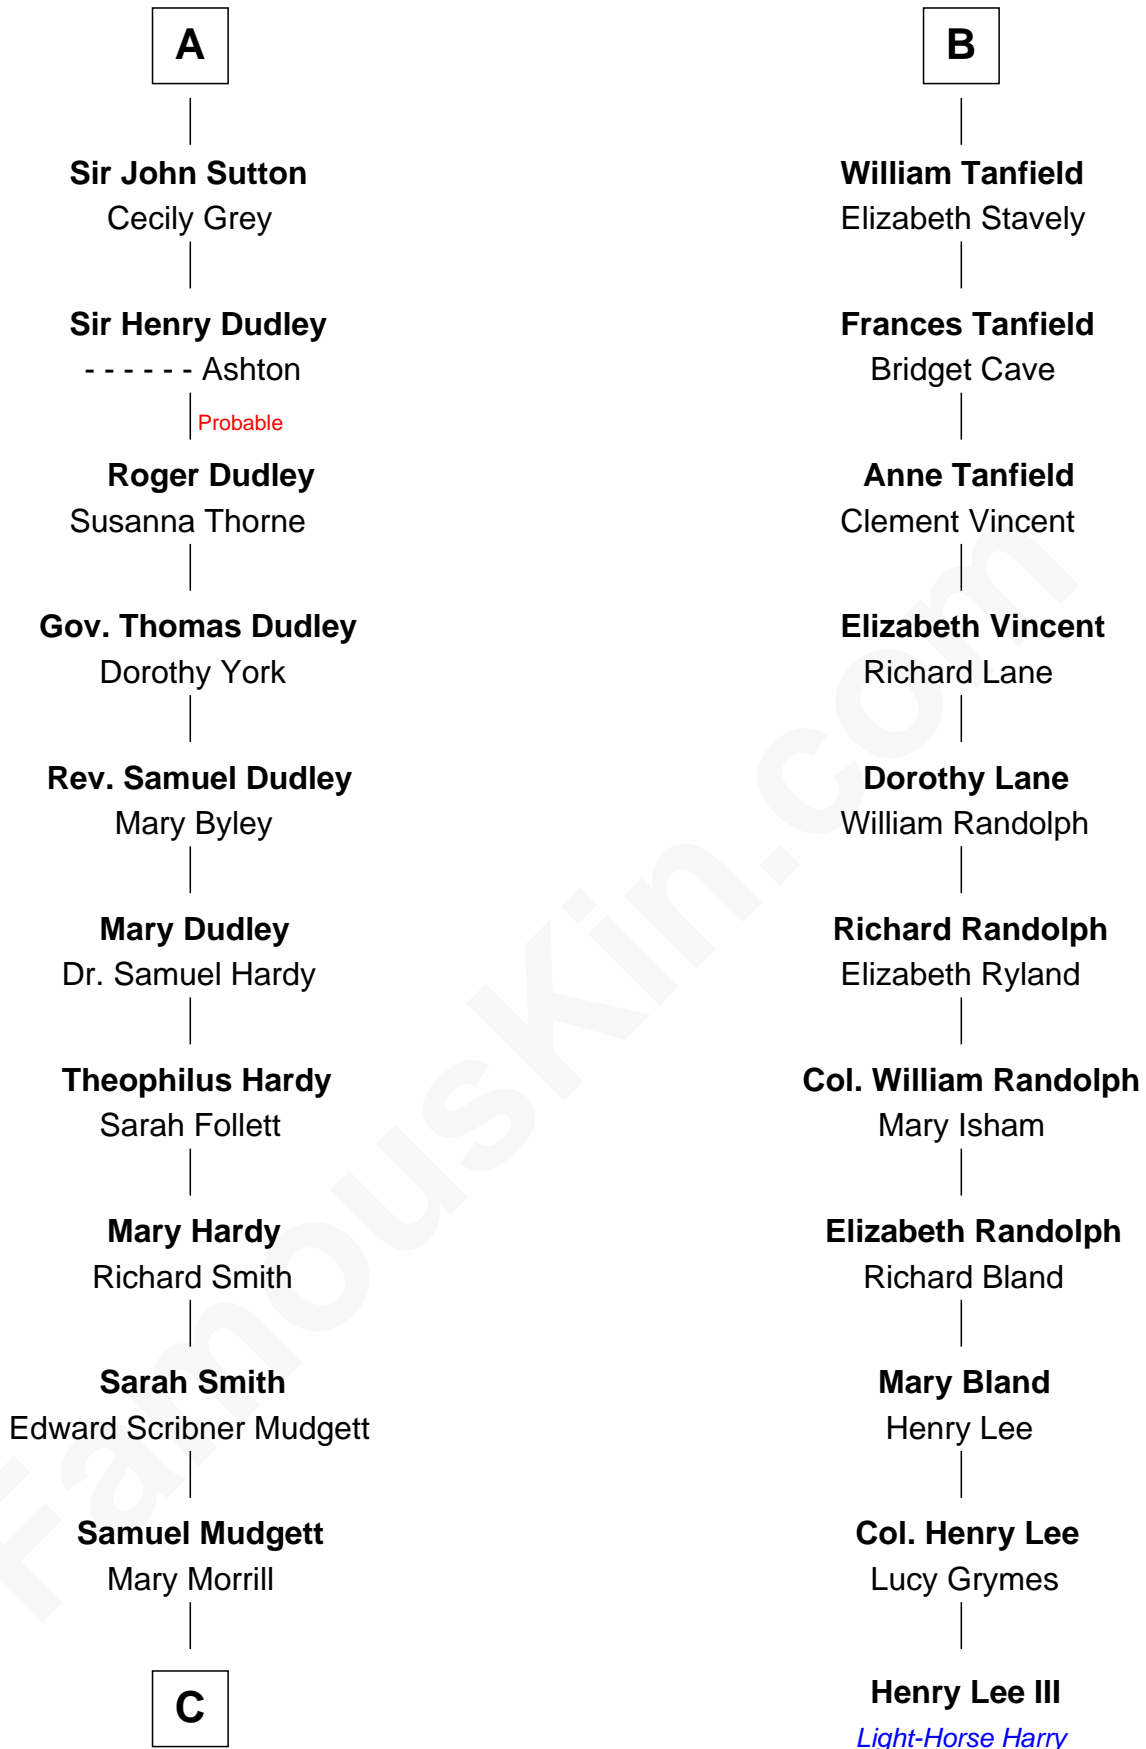 A
Sir John Sutton
Cecily Grey
Sir Henry Dudley
- - - - - - Ashton
Probable
Roger Dudley
Susanna Thorne
Gov. Thomas Dudley
Dorothy York
Rev. Samuel Dudley
Mary Byley
Mary Dudley
Dr. Samuel Hardy
Theophilus Hardy
Sarah Follett
Mary Hardy
Richard Smith
Sarah Smith
Edward Scribner Mudgett
Samuel Mudgett
Mary Morrill
C
B
William Tanfield
Elizabeth Stavely
Frances Tanfield
Bridget Cave
Anne Tanfield
Clement Vincent
Elizabeth Vincent
Richard Lane
Dorothy Lane
William Randolph
Richard Randolph
Elizabeth Ryland
Col. William Randolph
Mary Isham
Elizabeth Randolph
Richard Bland
Mary Bland
Henry Lee
Col. Henry Lee
Lucy Grymes
Henry Lee III
Light-Horse Harry
FamousKin.com